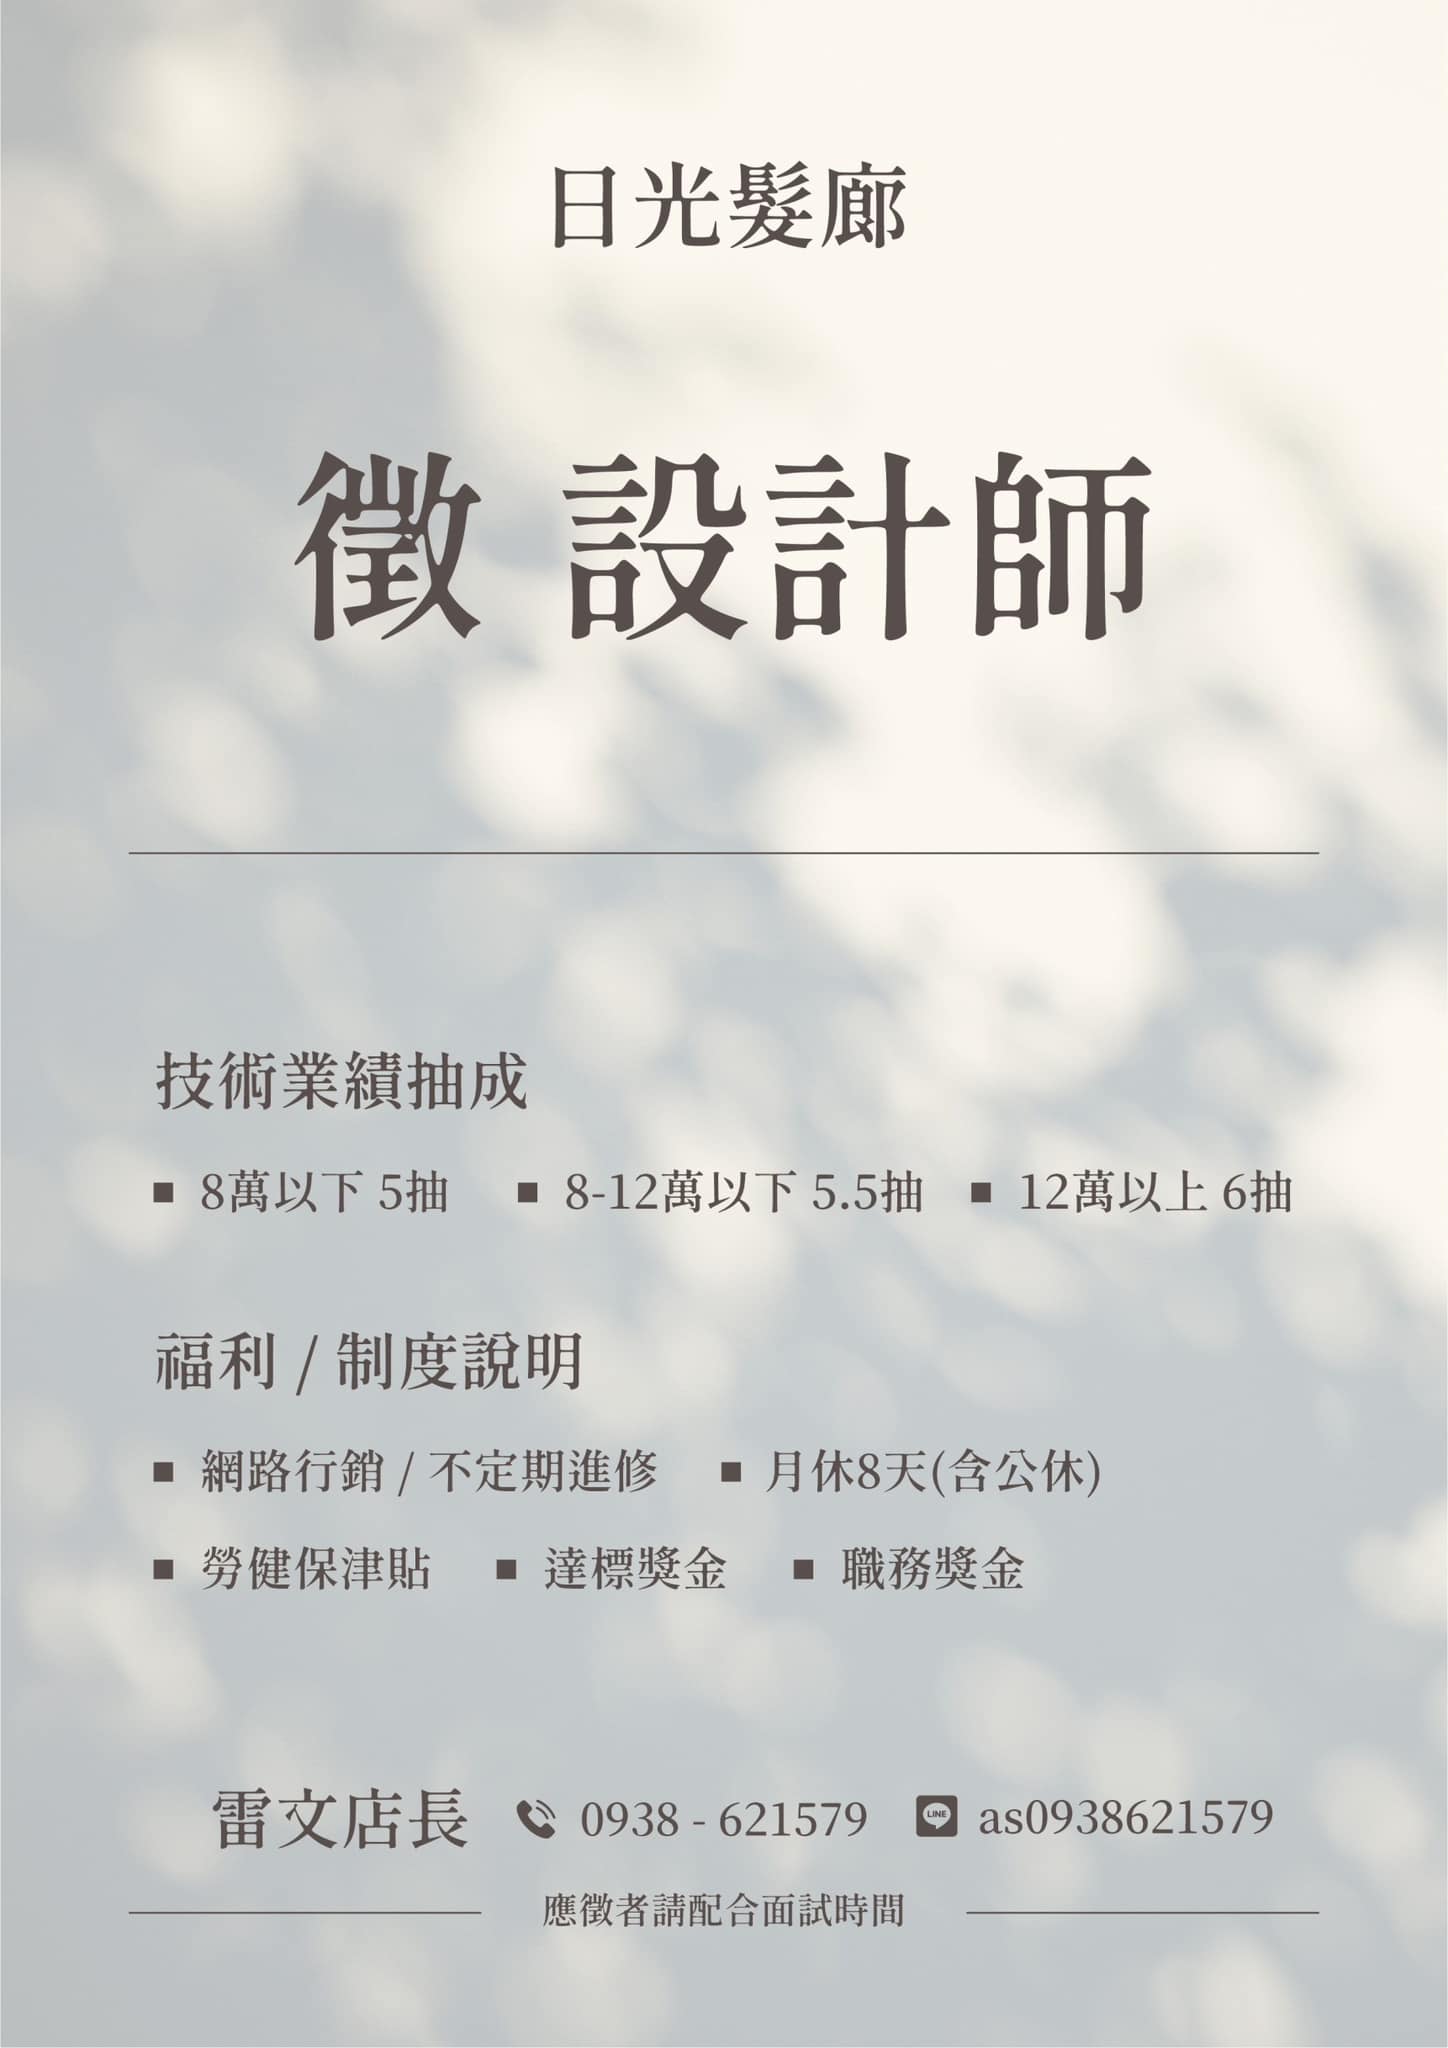 日光髮廊
徵 設計師
技術業績抽成
▪ 8萬以下 5抽 ▪ 8-12萬以下 5.5抽 ▪ 12萬以上 6抽
福利 / 制度說明
▪ 網路行銷 / 不定期進修 ▪ 月休8天(含公休)
▪ 勞健保津貼 ▪ 達標獎金 ▪ 職務獎金
雷文店長 0938 - 621579 LINE as0938621579
應徵者請配合面試時間